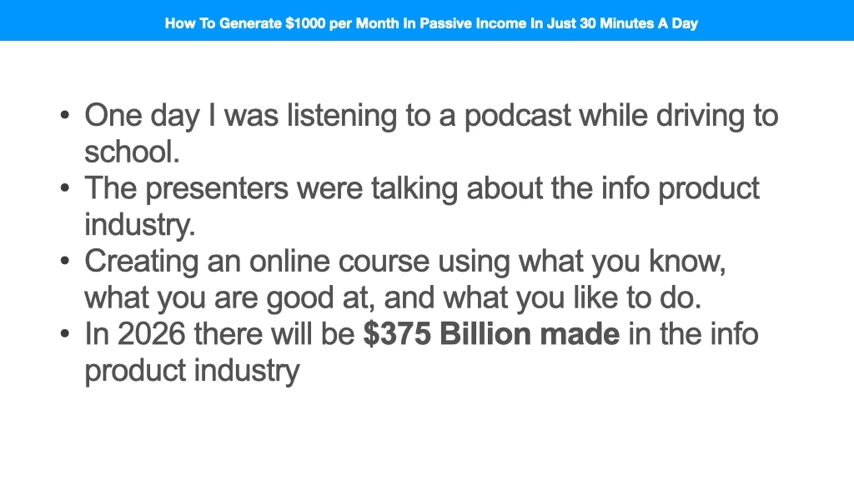 How To Generate $1000 per Month In Passive Income In Just 30 Minutes A Day
• One day I was listening to a podcast while driving to
school.
• The presenters were talking about the info product
industry.
• Creating an online course using what you know,
what you are good at, and what you like to do.
• In 2026 there will be $375 Billion made in the info
product industry